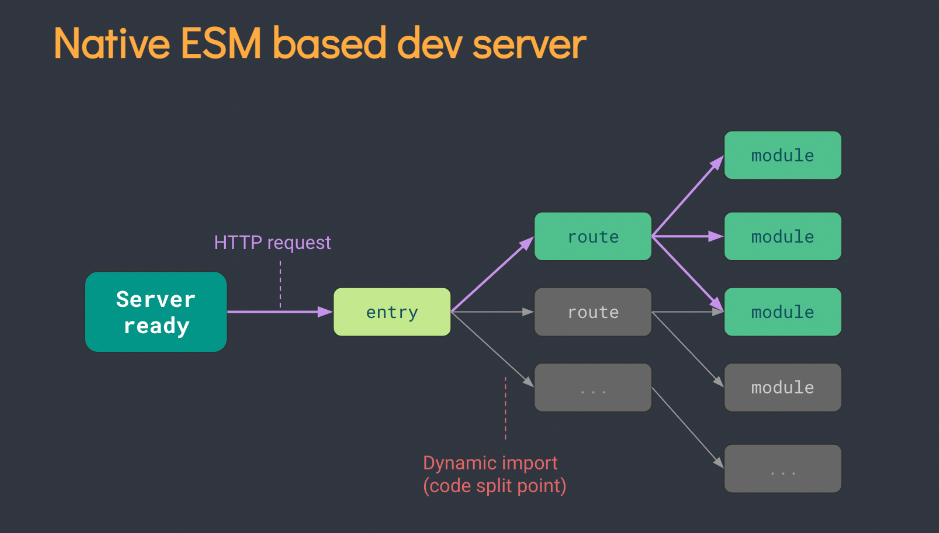 Native ESM based dev server
module
HTTP request
route
module
Server
ready
entry
route
module
...
module
Dynamic import
(code split point)
...